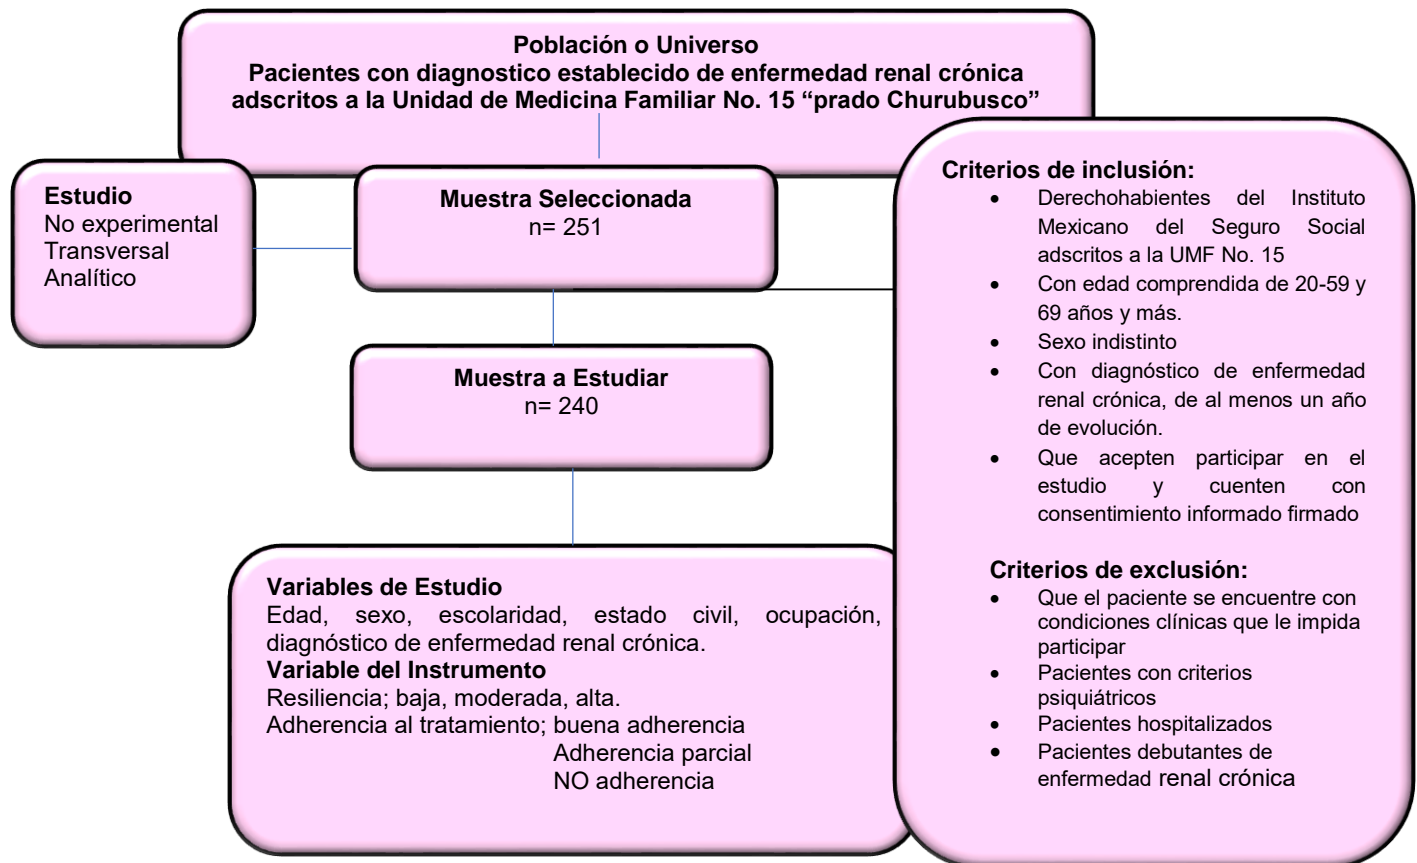 Población o Universo
Pacientes con diagnostico establecido de enfermedad renal crónica
adscritos a la Unidad de Medicina Familiar No. 15 “prado Churubusco”
Estudio
No experimental
Transversal
Analítico
Muestra Seleccionada
n= 251
Muestra a Estudiar
n= 240
Variables de Estudio
Edad, sexo, escolaridad, estado civil, ocupación,
diagnóstico de enfermedad renal crónica.
Variable del Instrumento
Resiliencia; baja, moderada, alta.
Adherencia al tratamiento; buena adherencia
Adherencia parcial
NO adherencia
Criterios de inclusión:
• Derechohabientes del Instituto
Mexicano del Seguro Social
adscritos a la UMF No. 15
• Con edad comprendida de 20-59 y
69 años y más.
• Sexo indistinto
• Con diagnóstico de enfermedad
renal crónica, de al menos un año
de evolución.
• Que acepten participar en el
estudio y cuenten con
consentimiento informado firmado
Criterios de exclusión:
• Que el paciente se encuentre con
condiciones clínicas que le impida
participar
• Pacientes con criterios
psiquiátricos
• Pacientes hospitalizados
• Pacientes debutantes de
enfermedad renal crónica